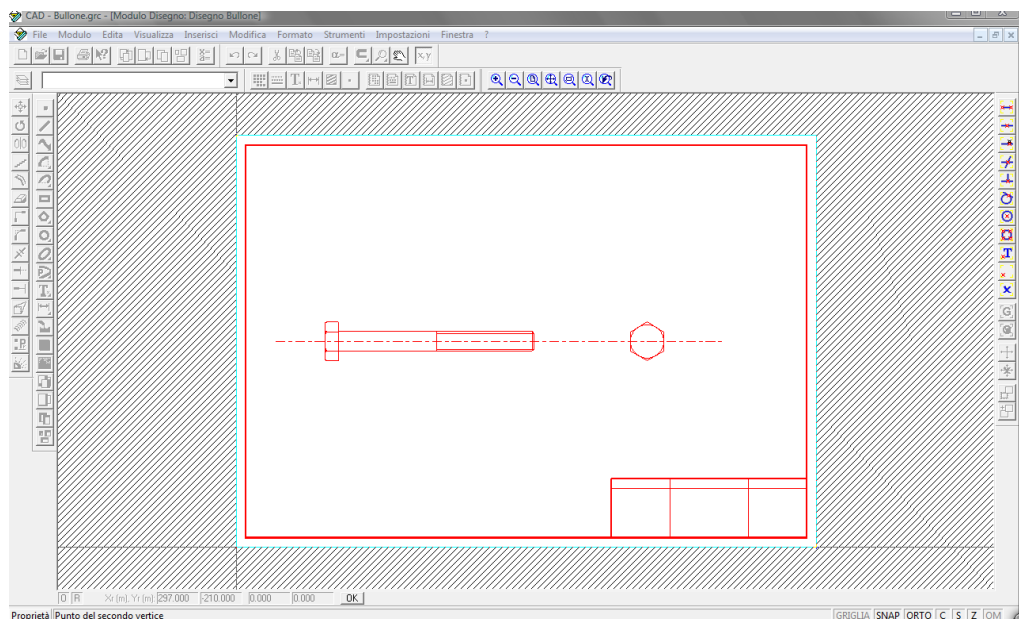 CAD - Bullone.grc - [Modulo Disegno: Disegno Bullone]
File Modulo Edita Visualizza Inserisci Modifica Formato Strumenti Impostazioni Finestra ?
α
x,y
T
T
T
T
P
G
G
O R Xr (m), Yr (m) 297.000 -210.000 0.000 0.000 OK
Proprietà Punto del secondo vertice GRIGLIA SNAP ORTO C S Z OM